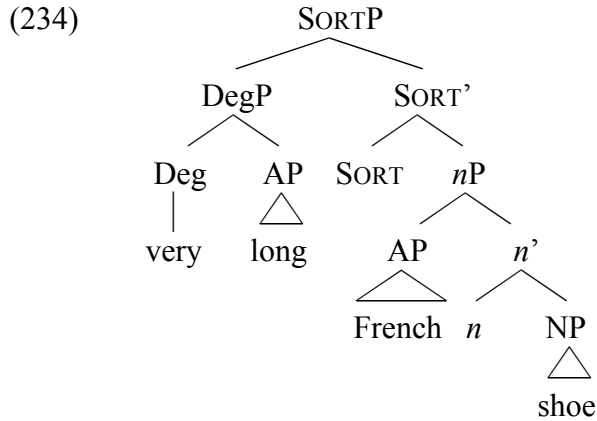 (234) SORTP
DegP SORT’
Deg AP SORT nP
very long AP n’
French n NP
shoe